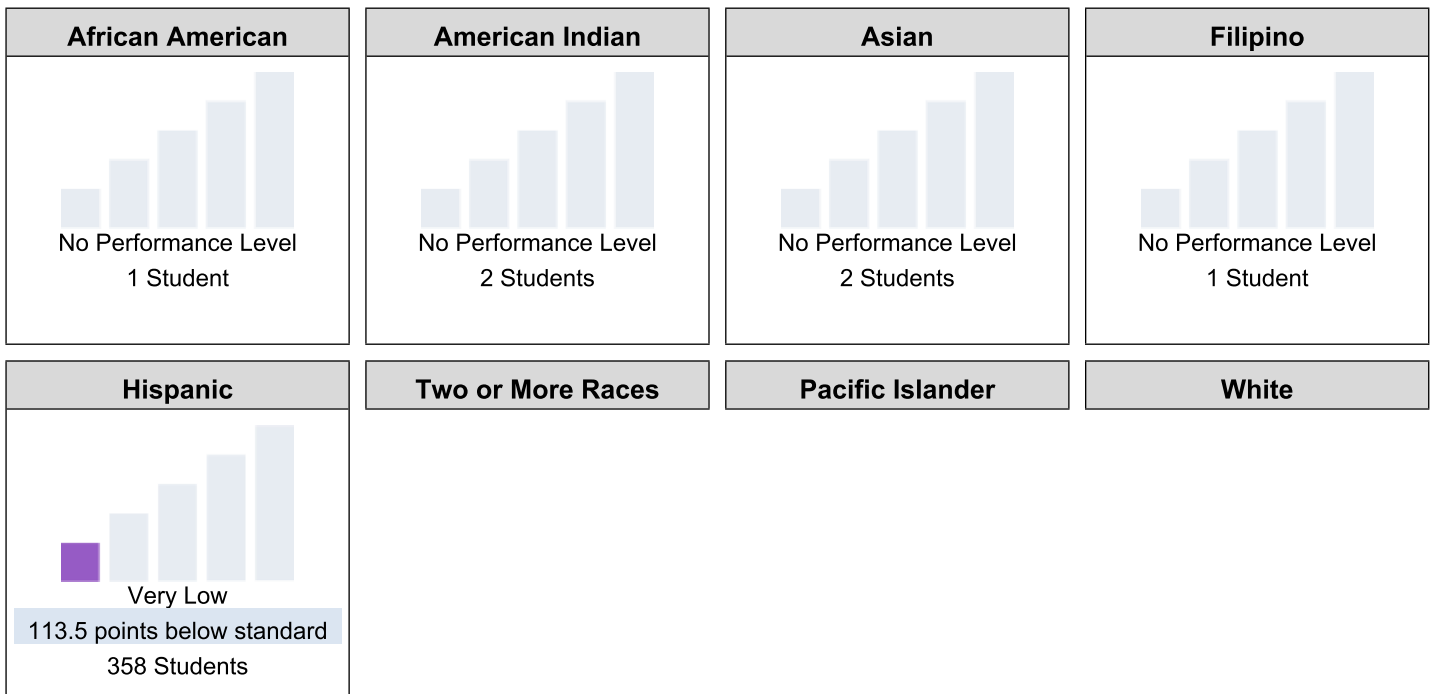 African American
No Performance Level
1 Student
American Indian
No Performance Level
2 Students
Asian
No Performance Level
2 Students
Filipino
No Performance Level
1 Student
Hispanic
Very Low
113.5 points below standard
358 Students
Two or More Races
Pacific Islander
White